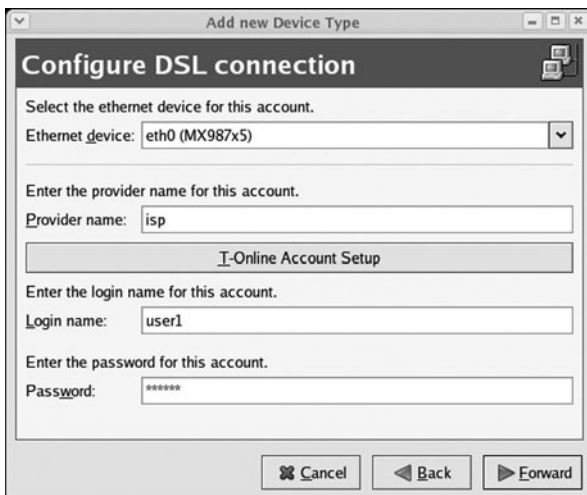 Add new Device Type
Configure DSL connection
Select the ethernet device for this account.
Ethernet device: eth0 (MX987x5)
Enter the provider name for this account.
Provider name: isp
T-Online Account Setup
Enter the login name for this account.
Login name: user1
Enter the password for this account.
Password: ******
Cancel Back Forward